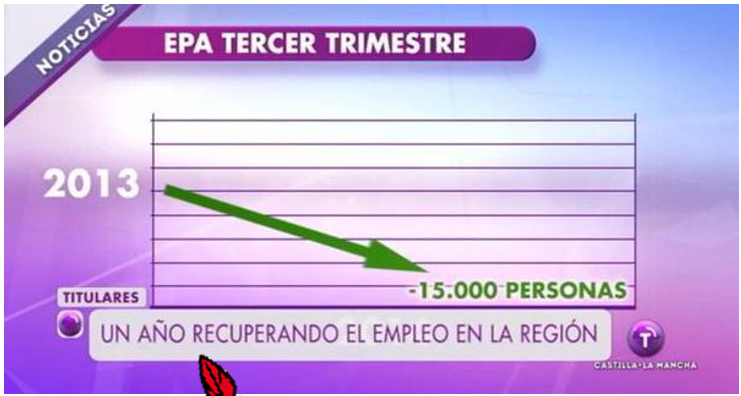 NOTICIAS
EPA TERCER TRIMESTRE
2013
-15.000 PERSONAS
TITULARES
UN AÑO RECUPERANDO EL EMPLEO EN LA REGIÓN
T
CASTILLA-LA MANCHA